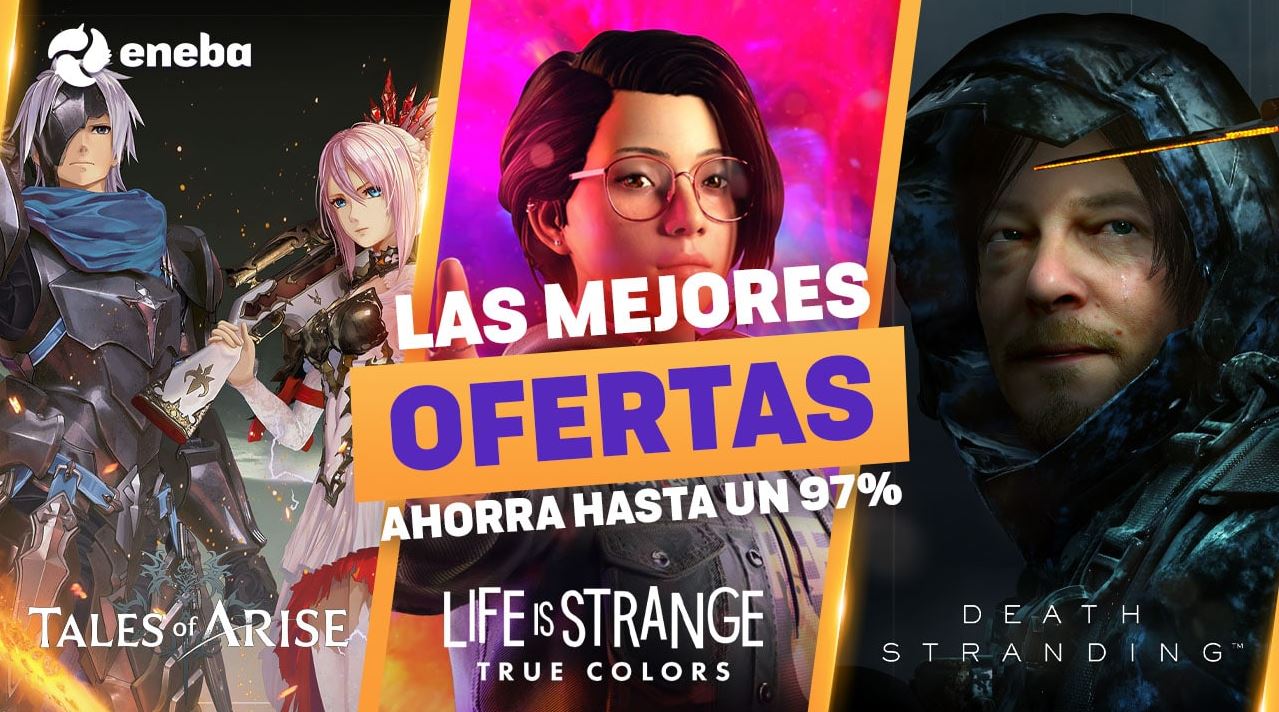 eneba
LAS MEJORES
OFERTAS
AHORRA HASTA UN 97%
TALES of ARISE
LIFE IS STRANGE
TRUE COLORS
DEATH
STRANDING™